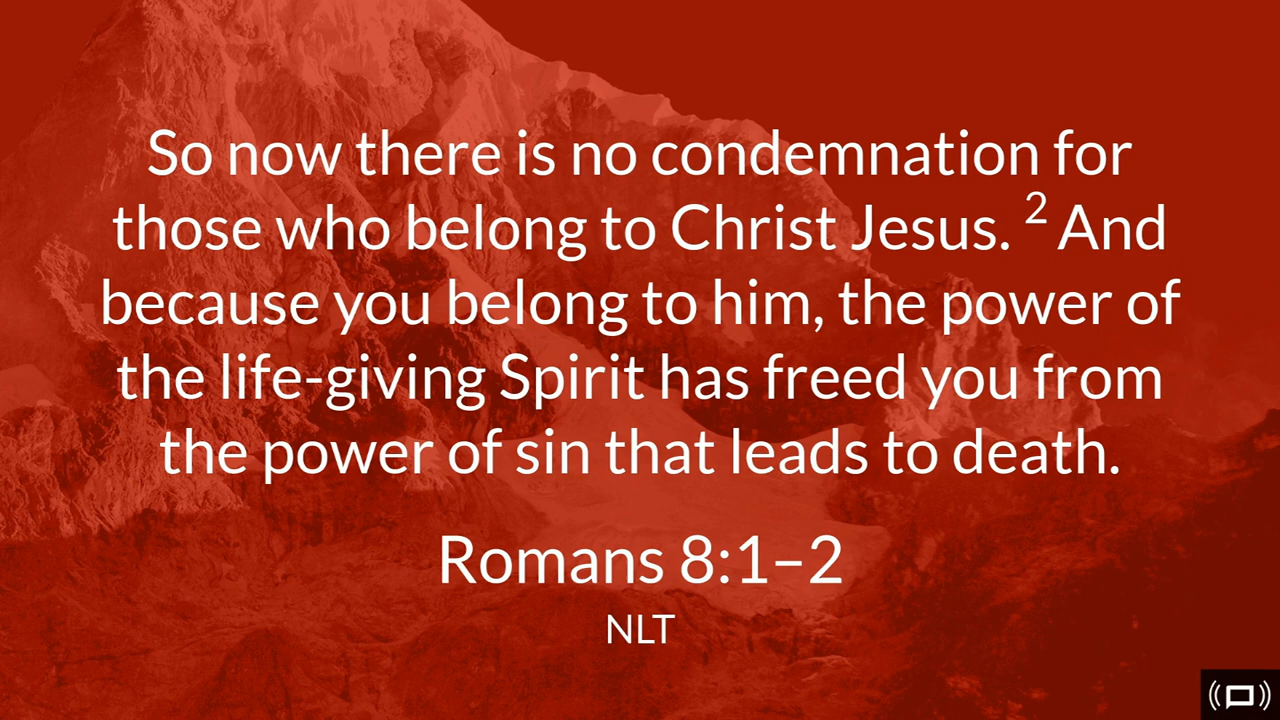 So now there is no condemnation for
those who belong to Christ Jesus. ² And
because you belong to him, the power of
the life-giving Spirit has freed you from
the power of sin that leads to death.
Romans 8:1–2
NLT